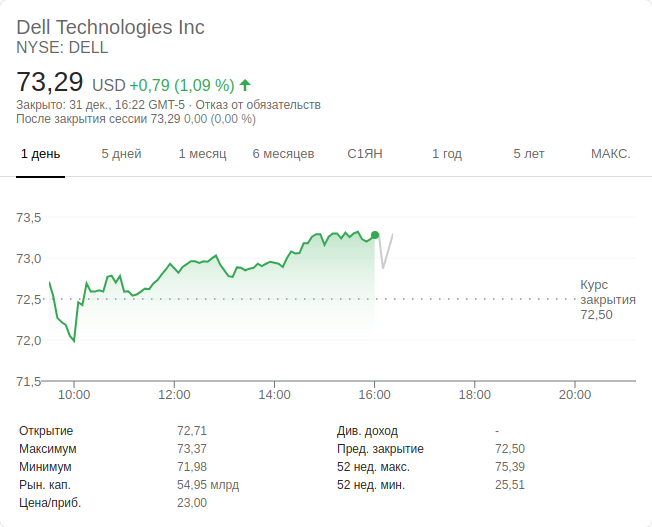 Dell Technologies Inc
NYSE: DELL
73,29 USD +0,79 (1,09 %)
Закрыто: 31 дек., 16:22 GMT-5 · Отказ от обязательств
После закрытия сессии 73,29 0,00 (0,00 %)
1 день 5 дней 1 месяц 6 месяцев С1ЯН 1 год 5 лет МАКС.
73,5
73,0
72,5
72,0
71,5
Курс
закрытия
72,50
10:00 12:00 14:00 16:00 18:00 20:00
Открытие 72,71 Див. доход -
Максимум 73,37 Пред. закрытие 72,50
Минимум 71,98 52 нед. макс. 75,39
Рын. кап. 54,95 млрд 52 нед. мин. 25,51
Цена/приб. 23,00